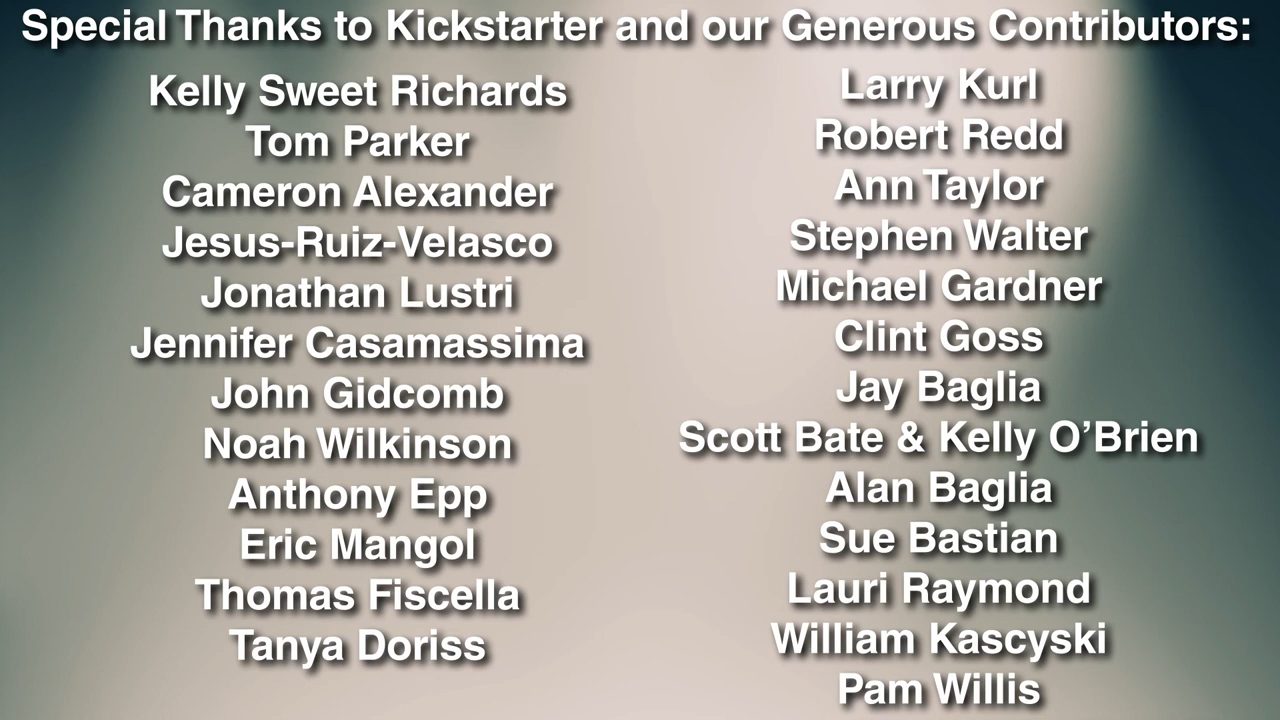 Special Thanks to Kickstarter and our Generous Contributors:
Kelly Sweet Richards
Tom Parker
Cameron Alexander
Jesus-Ruiz-Velasco
Jonathan Lustri
Jennifer Casamassima
John Gidcomb
Noah Wilkinson
Anthony Epp
Eric Mangol
Thomas Fiscella
Tanya Doriss
Larry Kurl
Robert Redd
Ann Taylor
Stephen Walter
Michael Gardner
Clint Goss
Jay Baglia
Scott Bate & Kelly O’Brien
Alan Baglia
Sue Bastian
Lauri Raymond
William Kascyski
Pam Willis